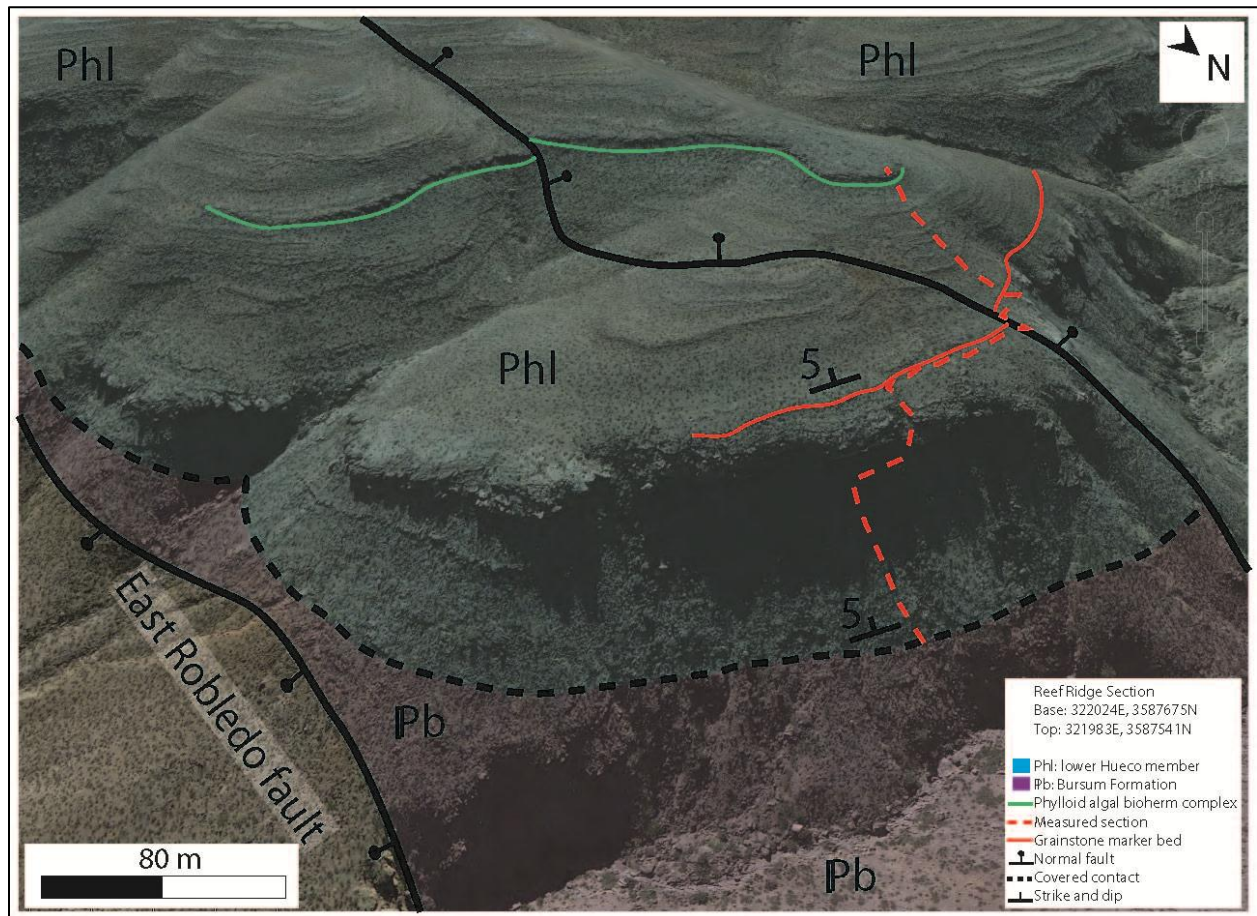 Phl
Phl
N
Phl
5
5
East Robledo fault
ℙb
ℙb
80 m
Reef Ridge Section
Base: 322024E, 3587675N
Top: 321983E, 3587541N
Phl: lower Hueco member
ℙb: Bursum Formation
Phylloid algal bioherm complex
Measured section
Grainstone marker bed
Normal fault
Covered contact
Strike and dip